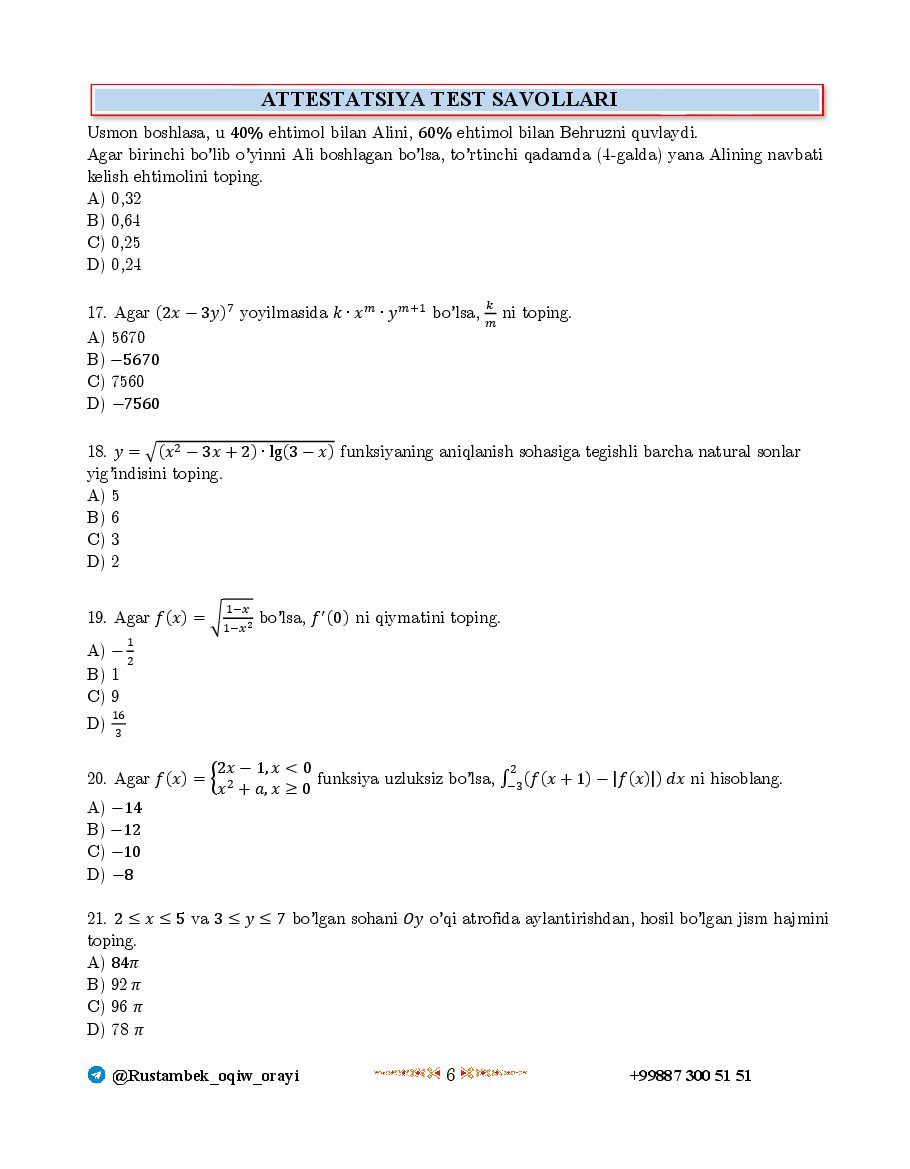 ATTESTATSIYA TEST SAVOLLARI
Usmon boshlasa, u 40% ehtimol bilan Alini, 60% ehtimol bilan Behruzni quvlaydi.
Agar birinchi bo'lib o'yinni Ali boshlagan bo'lsa, to'rtinchi qadamda (4-galda) yana Alining navbati
kelish ehtimolini toping.
A) 0,32
B) 0,64
C) 0,25
D) 0,24
17. Agar (2x − 3y)⁷ yoyilmasida k · xᵐ · yᵐ⁺¹ bo'lsa, k/m ni toping.
A) 5670
B) −5670
C) 7560
D) −7560
18. y = √((x² − 3x + 2) · lg(3 − x)) funksiyaning aniqlanish sohasiga tegishli barcha natural sonlar
yig'indisini toping.
A) 5
B) 6
C) 3
D) 2
19. Agar f(x) = √((1−x)/(1−x²)) bo'lsa, f′(0) ni qiymatini toping.
A) −1/2
B) 1
C) 9
D) 16/3
20. Agar f(x) = {2x − 1, x < 0
x² + a, x ≥ 0 funksiya uzluksiz bo'lsa, ∫₋₃² (f(x + 1) − |f(x)|) dx ni hisoblang.
A) −14
B) −12
C) −10
D) −8
21. 2 ≤ x ≤ 5 va 3 ≤ y ≤ 7 bo'lgan sohani Oy o'qi atrofida aylantirishdan, hosil bo'lgan jism hajmini
toping.
A) 84π
B) 92 π
C) 96 π
D) 78 π
@Rustambek_oqiw_orayi 6 +99887 300 51 51